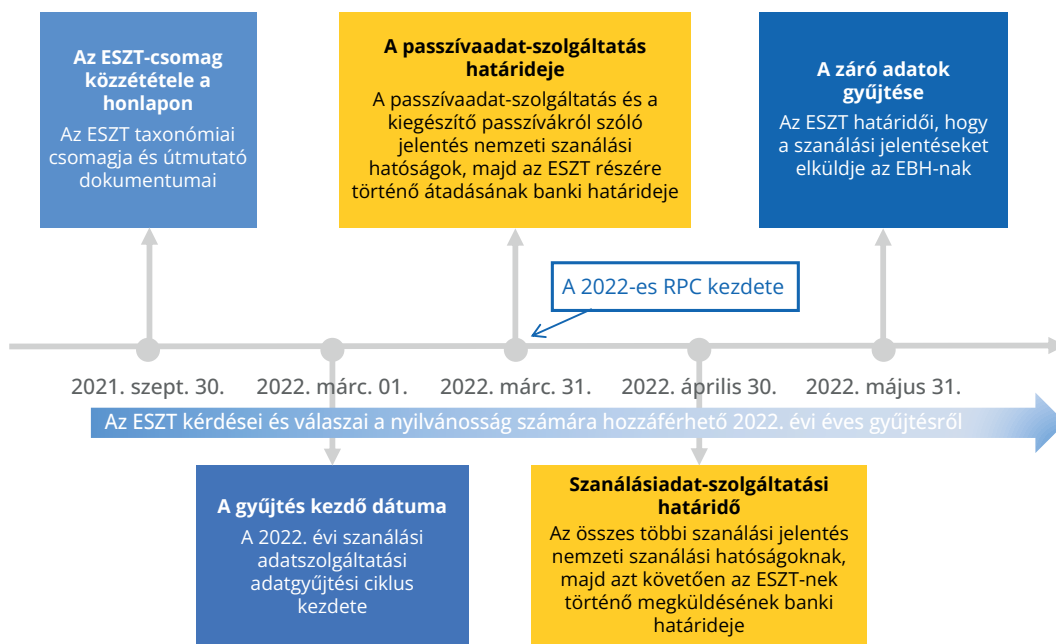 Az ESZT-csomag
közzététele a
honlapon
Az ESZT taxonómiai
csomagja és útmutató
dokumentumai
A passzívaadat-szolgáltatás
határideje
A passzívaadat-szolgáltatás és a
kiegészítő passzívákról szóló
jelentés nemzeti szanálási
hatóságok, majd az ESZT részére
történő átadásának banki határideje
A záró adatok
gyűjtése
Az ESZT határidői, hogy
a szanálási jelentéseket
elküldje az EBH-nak
A 2022-es RPC kezdete
2021. szept. 30.
2022. márc. 01.
2022. márc. 31.
2022. április 30.
2022. május 31.
Az ESZT kérdései és válaszai a nyilvánosság számára hozzáférhető 2022. évi éves gyűjtésről
A gyűjtés kezdő dátuma
A 2022. évi szanálási
adatszolgáltatási
adatgyűjtési ciklus
kezdete
Szanálásiadat-szolgáltatási
határidő
Az összes többi szanálási jelentés
nemzeti szanálási hatóságoknak,
majd azt követően az ESZT-nek
történő megküldésének banki
határideje